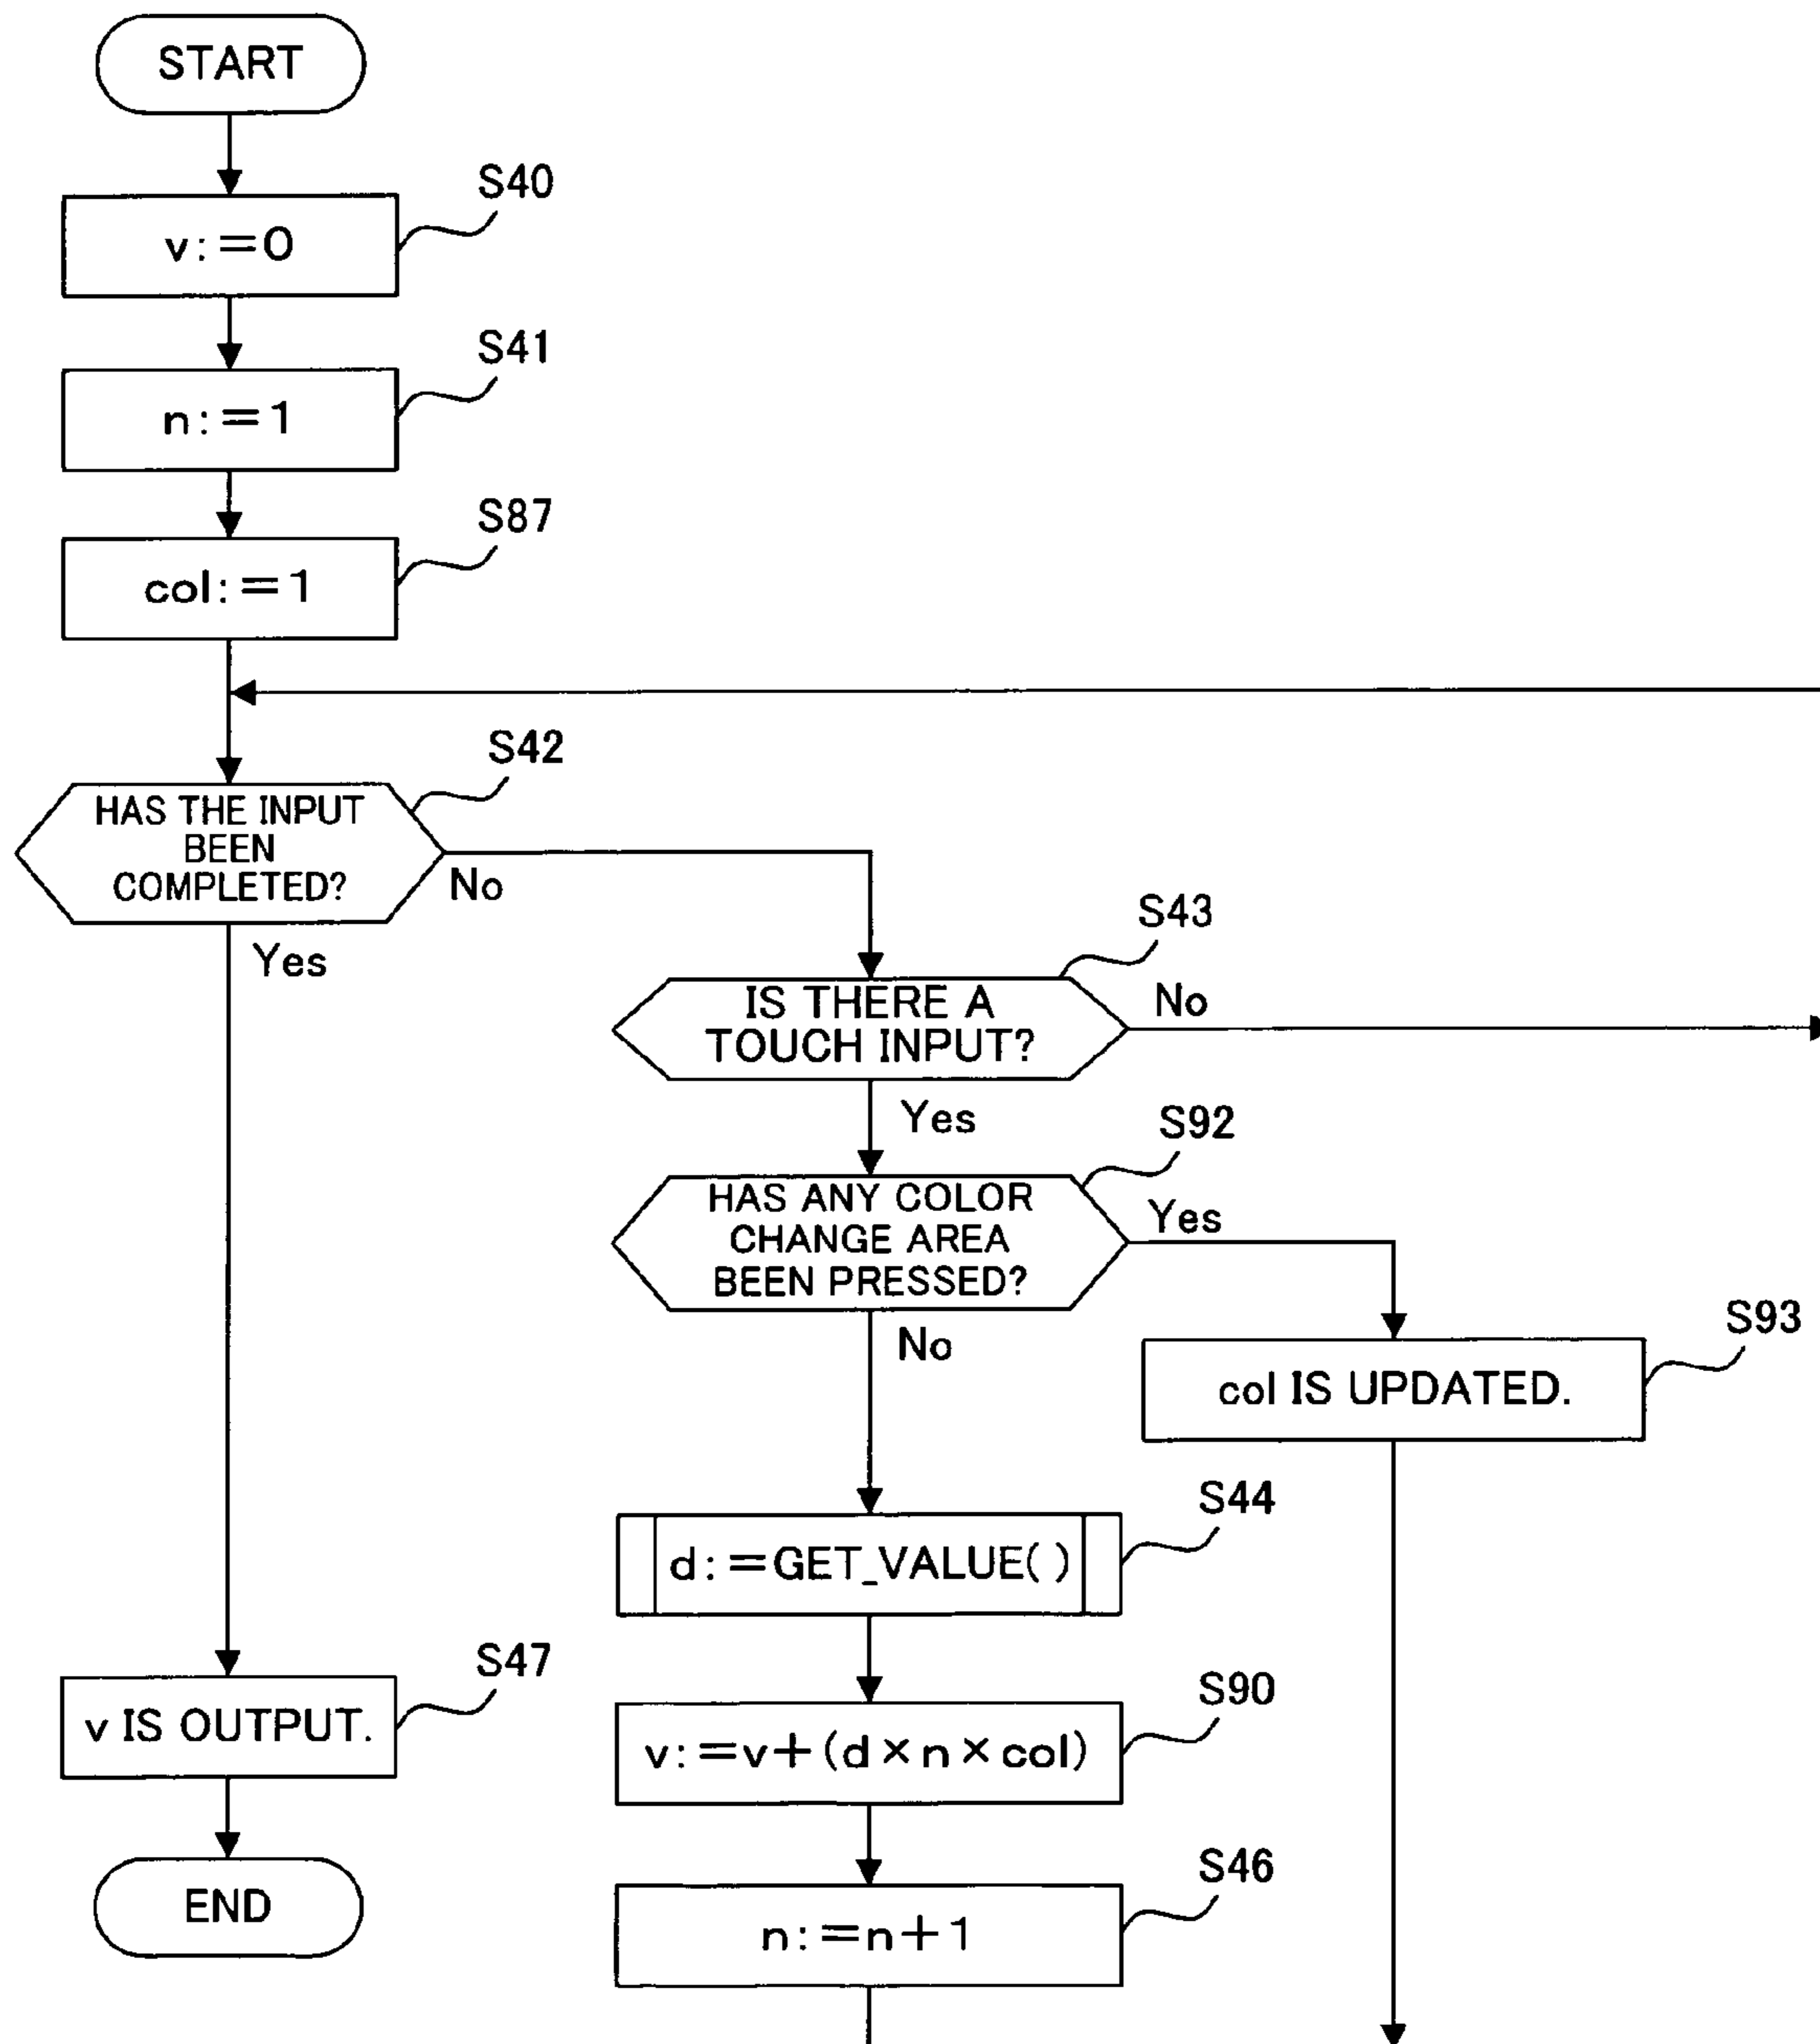 START
S40
v:=0
S41
n:=1
S87
col:=1
S42
HAS THE INPUT
BEEN
COMPLETED?
No
Yes
S43
IS THERE A
TOUCH INPUT?
No
Yes
S92
HAS ANY COLOR
CHANGE AREA
BEEN PRESSED?
Yes
No
S93
col IS UPDATED.
S44
d:=GET_VALUE( )
S47
v IS OUTPUT.
S90
v:=v+(d×n×col)
END
S46
n:=n+1